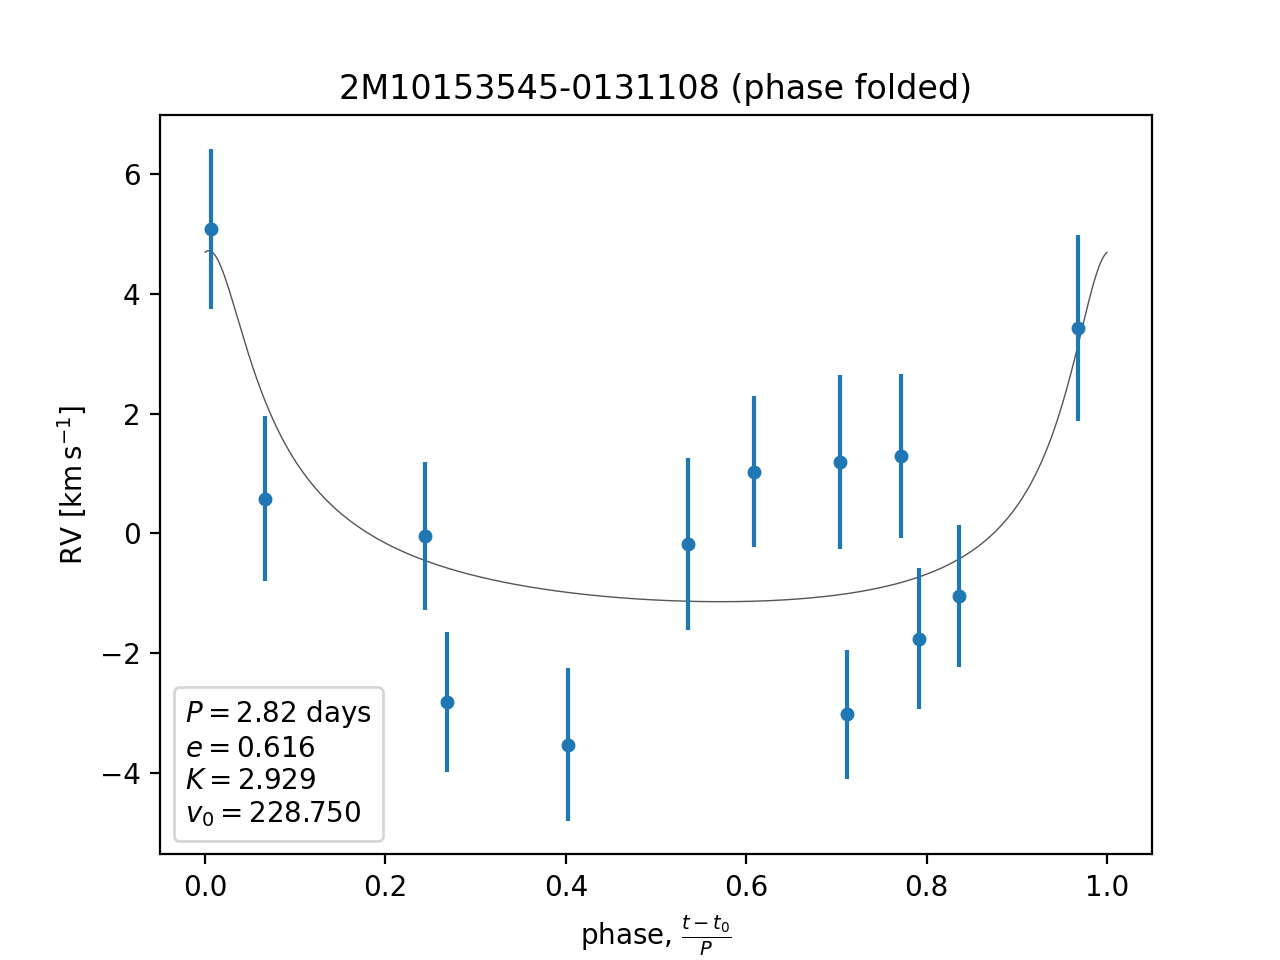 2M10153545-0131108 (phase folded)
RV [km s⁻¹]
6
4
2
0
−2
−4
P = 2.82 days
e = 0.616
K = 2.929
v₀ = 228.750
0.0 0.2 0.4 0.6 0.8 1.0
phase, (t − t₀)/P